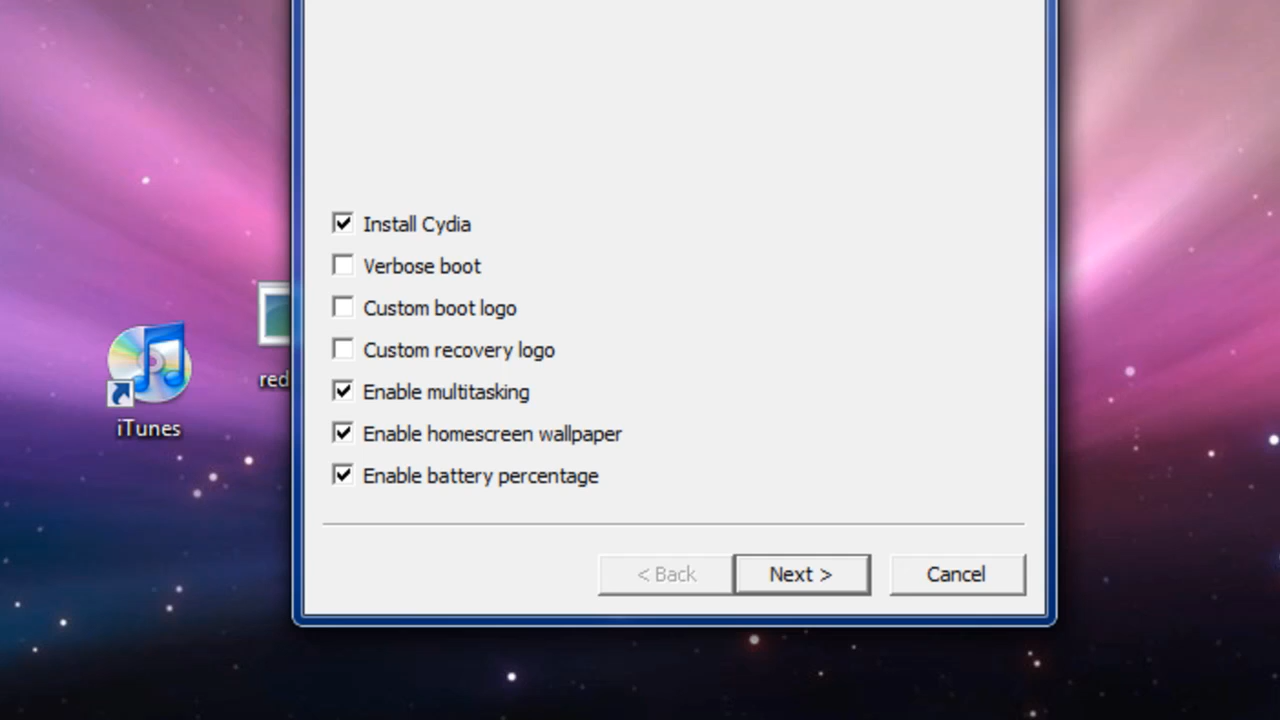 Install Cydia
Verbose boot
Custom boot logo
Custom recovery logo
red
Enable multitasking
iTunes
Enable homescreen wallpaper
Enable battery percentage
< Back
Next >
Cancel